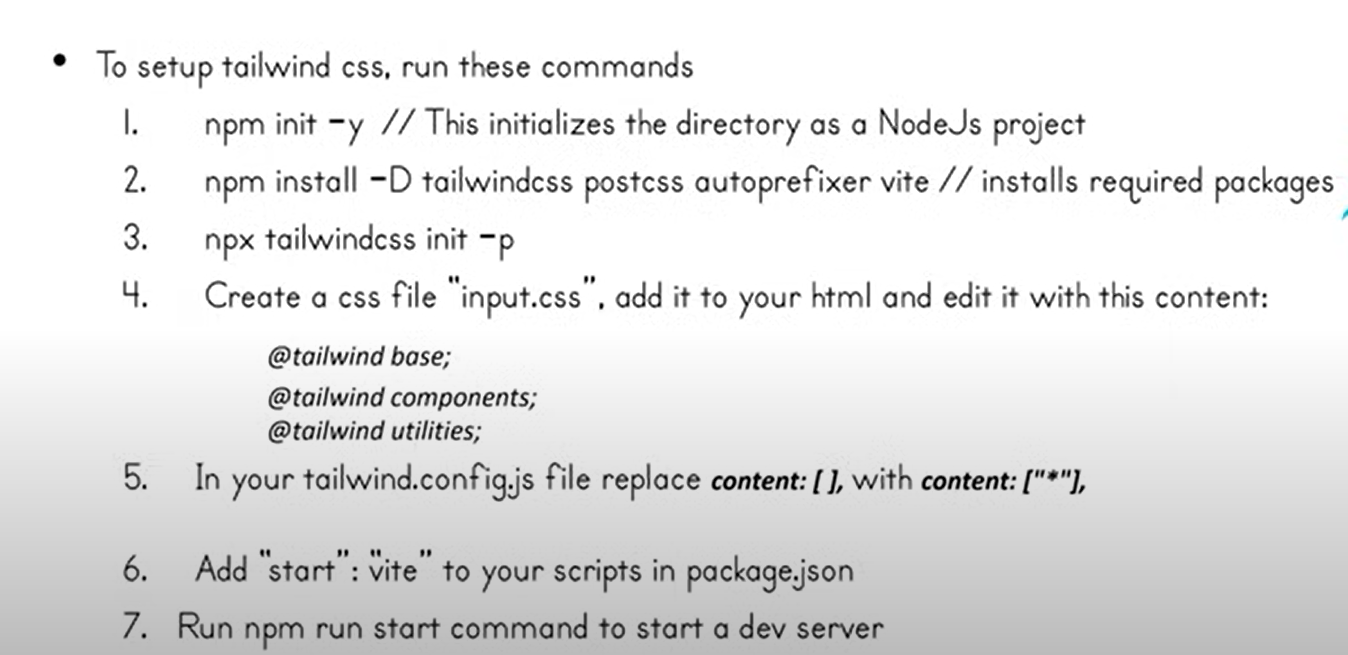 • To setup tailwind css, run these commands
1. npm init -y // This initializes the directory as a NodeJs project
2. npm install -D tailwindcss postcss autoprefixer vite // installs required packages
3. npx tailwindcss init -p
4. Create a css file "input.css", add it to your html and edit it with this content:
@tailwind base;
@tailwind components;
@tailwind utilities;
5. In your tailwind.config.js file replace content: [ ], with content: ["*"],
6. Add "start": "vite" to your scripts in package.json
7. Run npm run start command to start a dev server